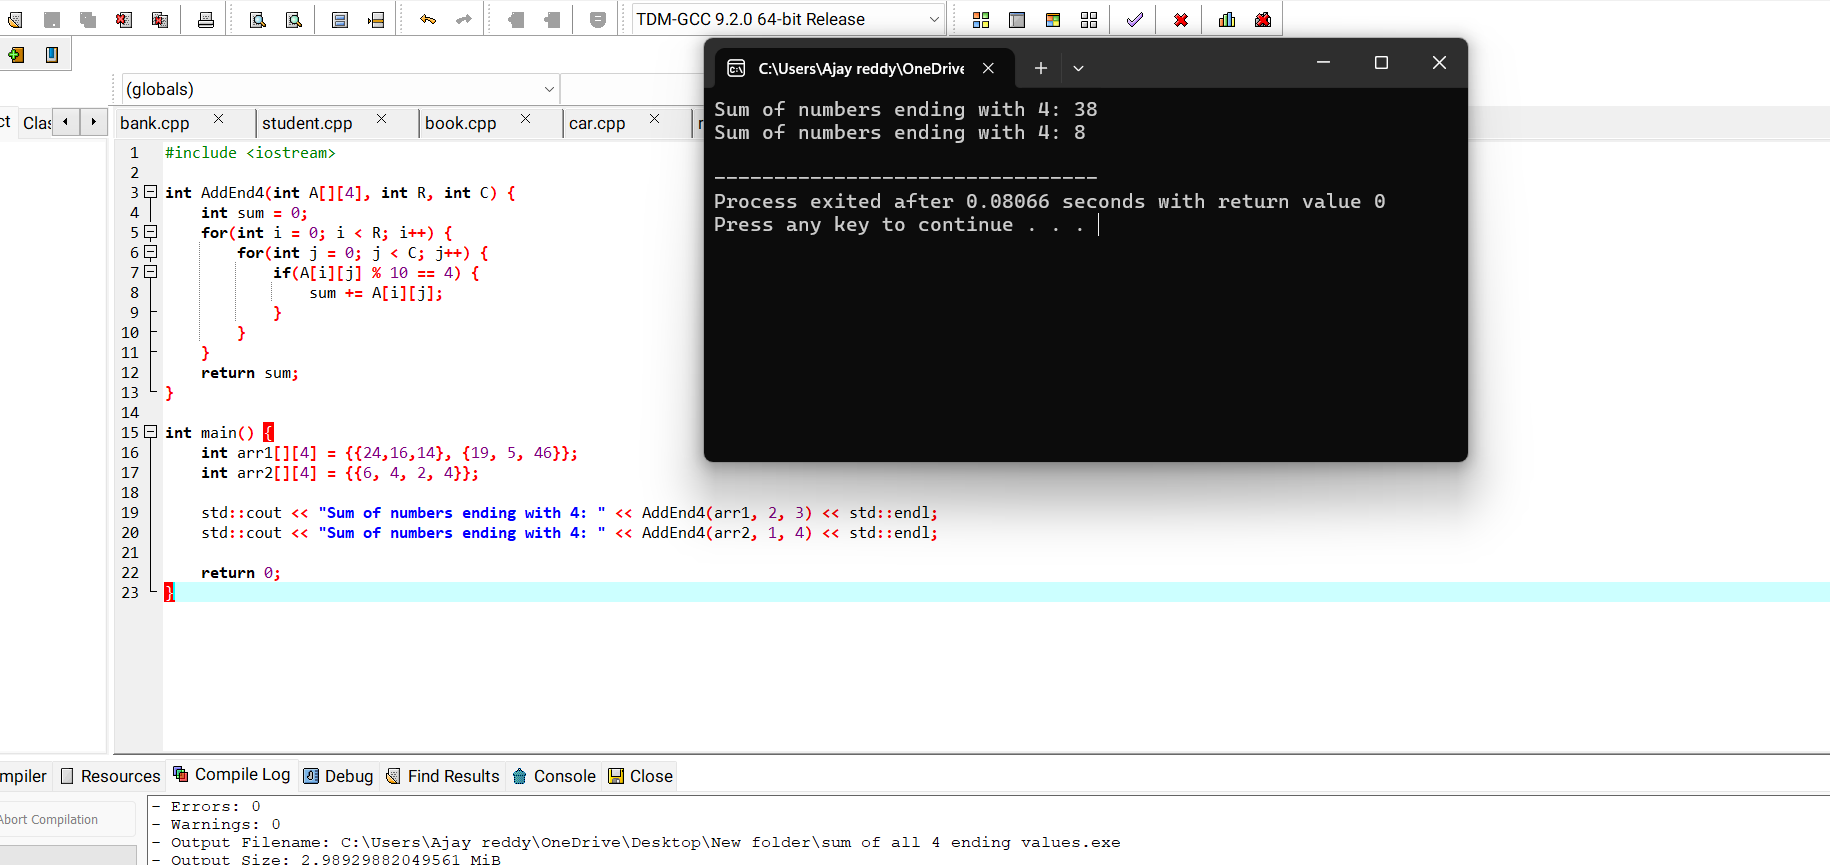 TDM-GCC 9.2.0 64-bit Release
(globals)
C:\Users\Ajay reddy\OneDrive
bank.cpp
student.cpp
book.cpp
car.cpp
Sum of numbers ending with 4: 38
Sum of numbers ending with 4: 8
--------------------------------
Process exited after 0.08066 seconds with return value 0
Press any key to continue . . .
1 #include <iostream>
2
3 int AddEnd4(int A[][4], int R, int C) {
4 int sum = 0;
5 for(int i = 0; i < R; i++) {
6 for(int j = 0; j < C; j++) {
7 if(A[i][j] % 10 == 4) {
8 sum += A[i][j];
9 }
10 }
11 }
12 return sum;
13 }
14
15 int main() {
16 int arr1[][4] = {{24,16,14}, {19, 5, 46}};
17 int arr2[][4] = {{6, 4, 2, 4}};
18
19 std::cout << "Sum of numbers ending with 4: " << AddEnd4(arr1, 2, 3) << std::endl;
20 std::cout << "Sum of numbers ending with 4: " << AddEnd4(arr2, 1, 4) << std::endl;
21
22 return 0;
23 }
Resources
Compile Log
Debug
Find Results
Console
Close
Abort Compilation
- Errors: 0
- Warnings: 0
- Output Filename: C:\Users\Ajay reddy\OneDrive\Desktop\New folder\sum of all 4 ending values.exe
- Output Size: 2.98929882049561 MiB